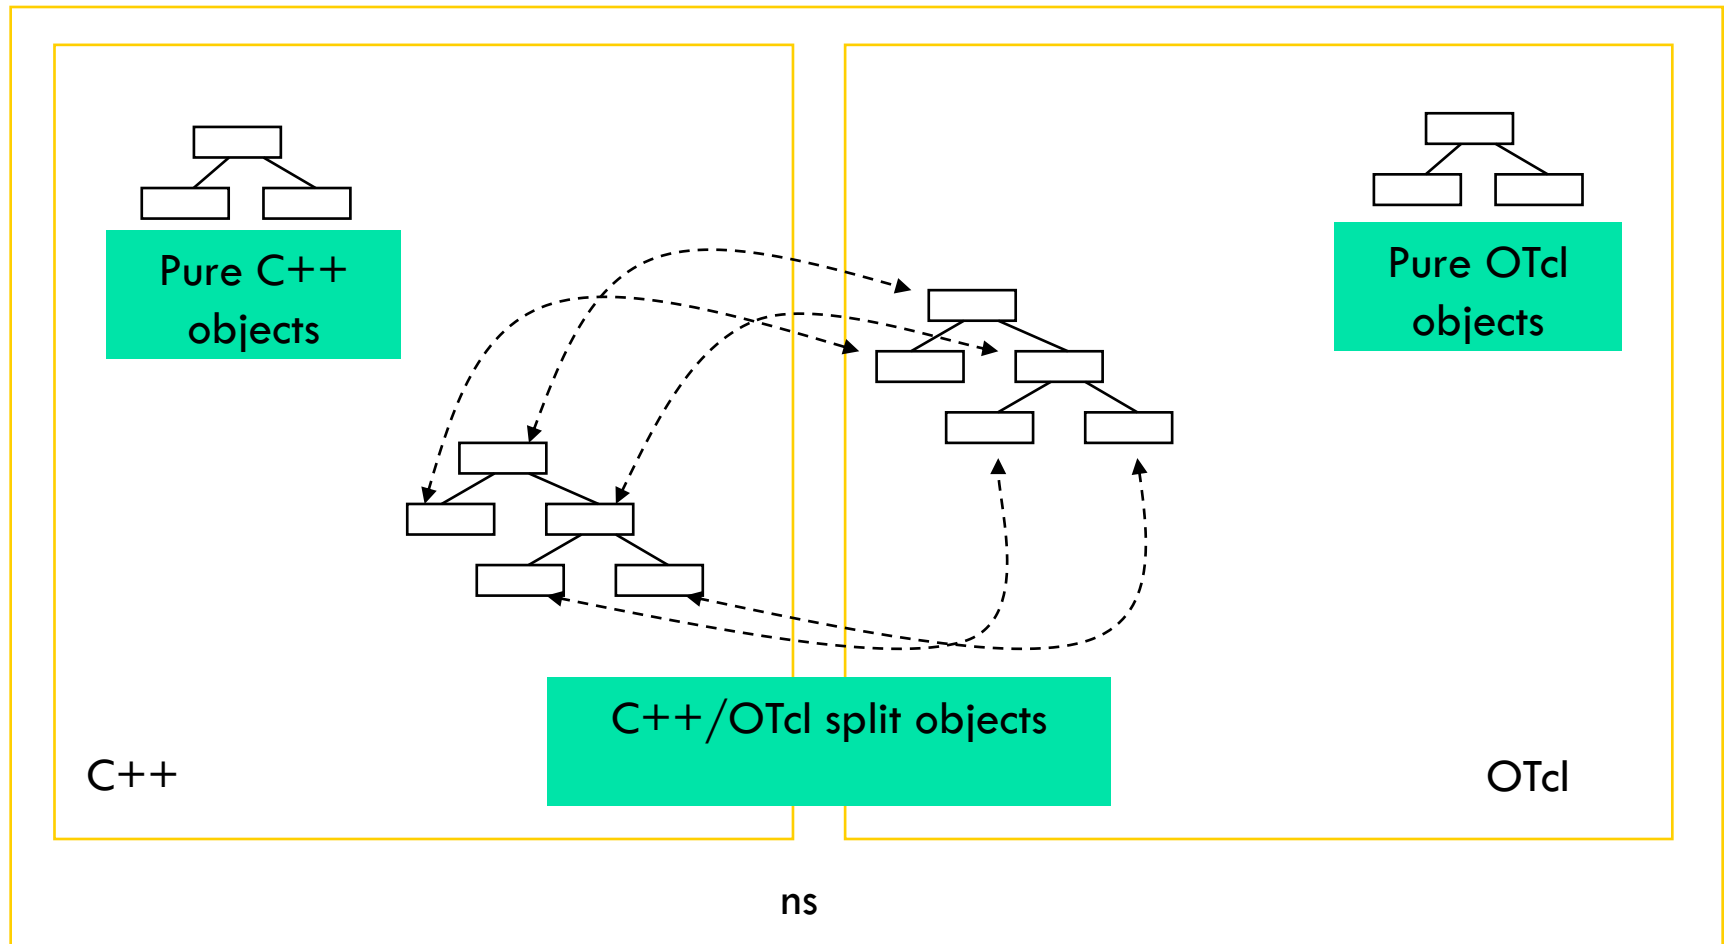 Pure C++
objects
Pure OTcl
objects
C++/OTcl split objects
C++
OTcl
ns